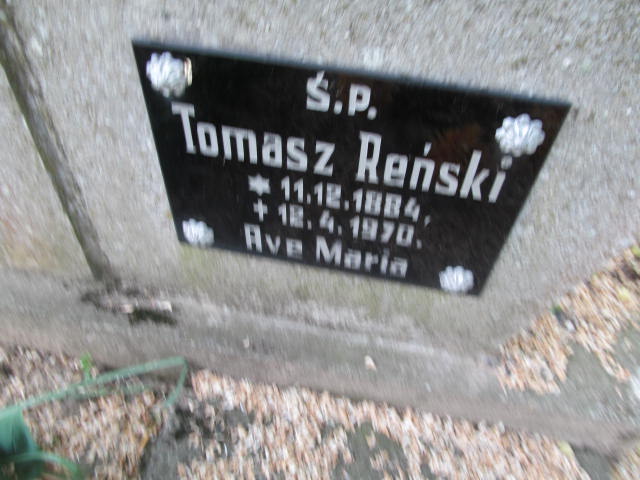 Ś.P.
Tomasz Reński
* 11.12.1884,
+ 12.4.1970.
Ave Maria